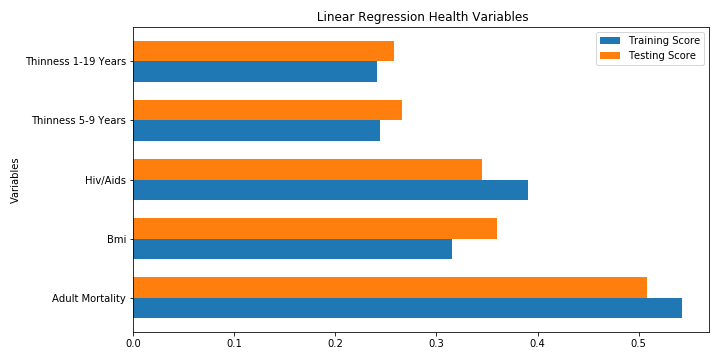 Linear Regression Health Variables
Training Score
Testing Score
Variables
Thinness 1-19 Years
Thinness 5-9 Years
Hiv/Aids
Bmi
Adult Mortality
0.0 0.1 0.2 0.3 0.4 0.5